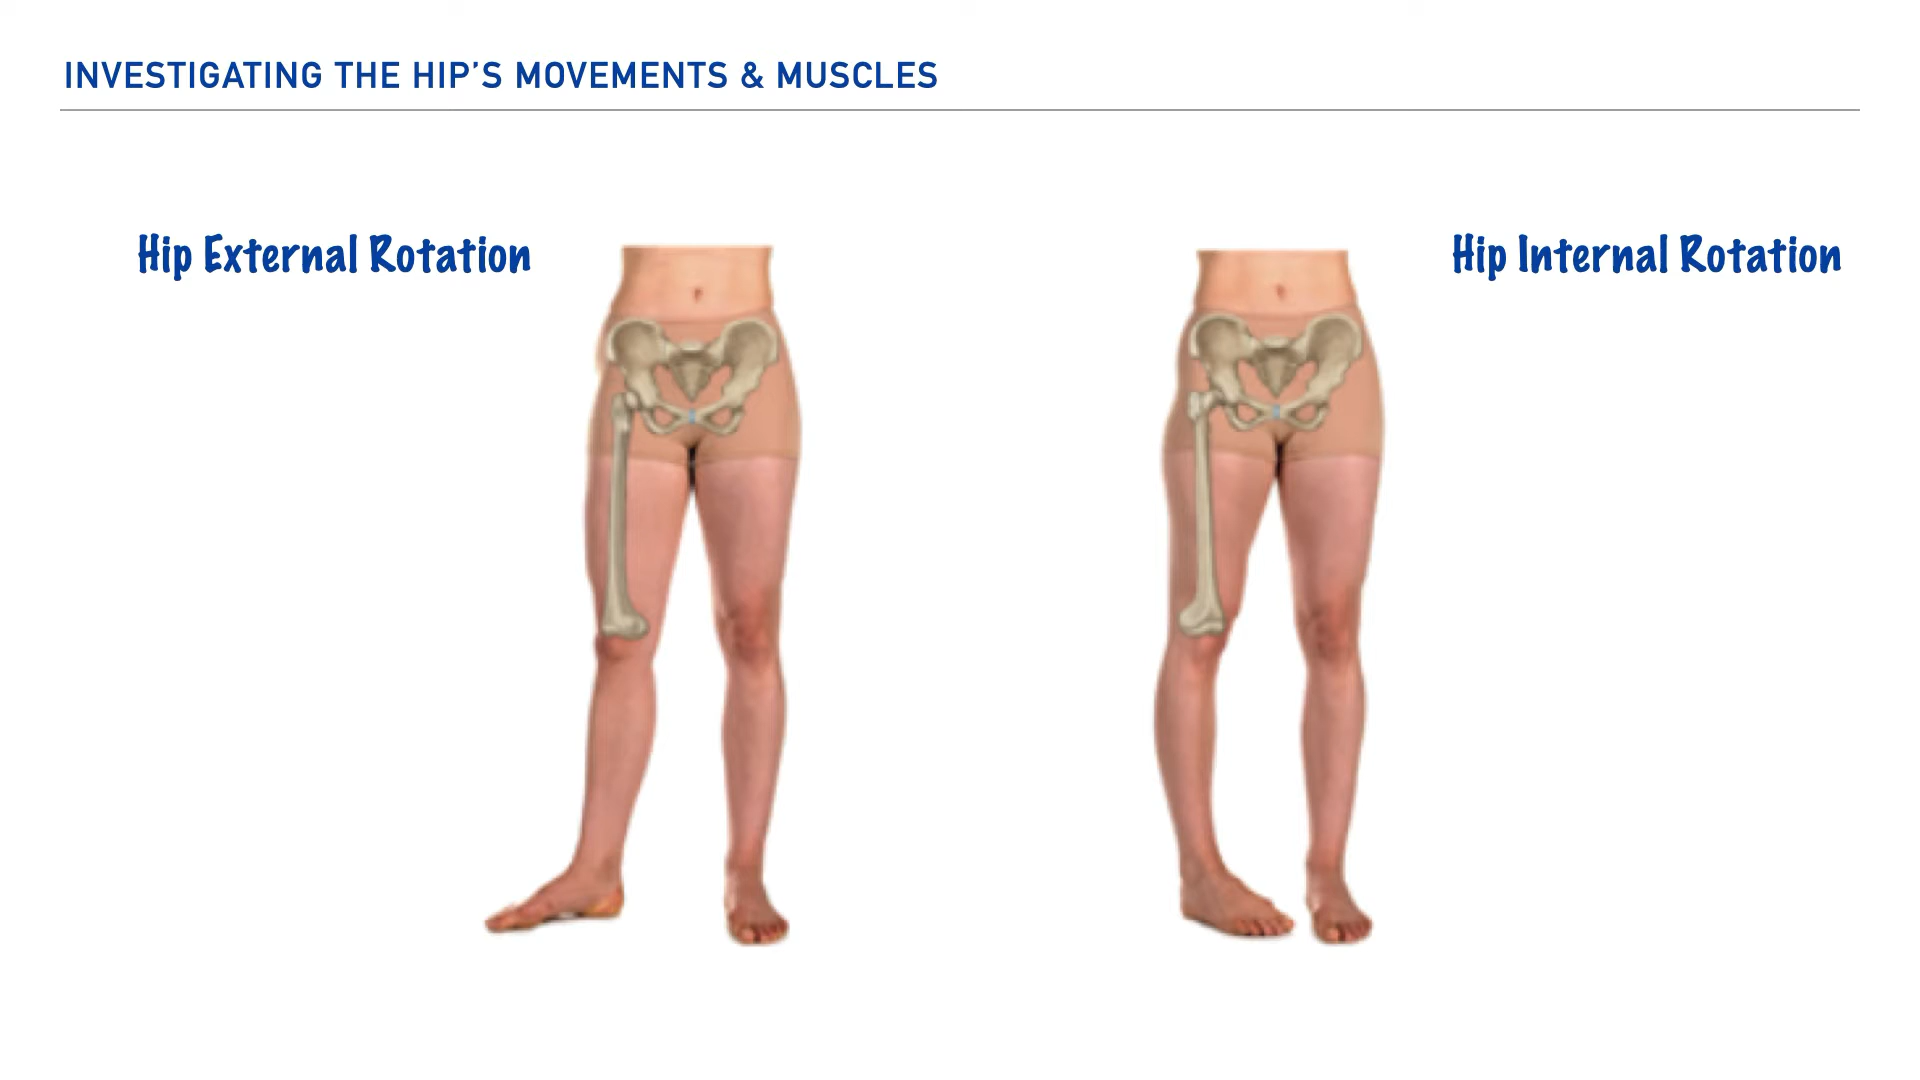 INVESTIGATING THE HIP’S MOVEMENTS & MUSCLES
Hip External Rotation
Hip Internal Rotation